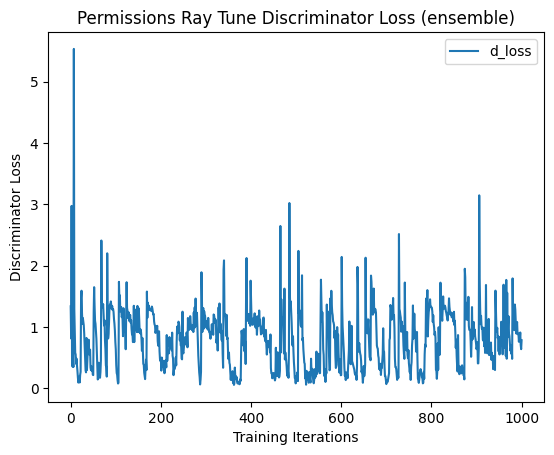 Permissions Ray Tune Discriminator Loss (ensemble)
d_loss
Discriminator Loss
5
4
3
2
1
0
0 200 400 600 800 1000
Training Iterations